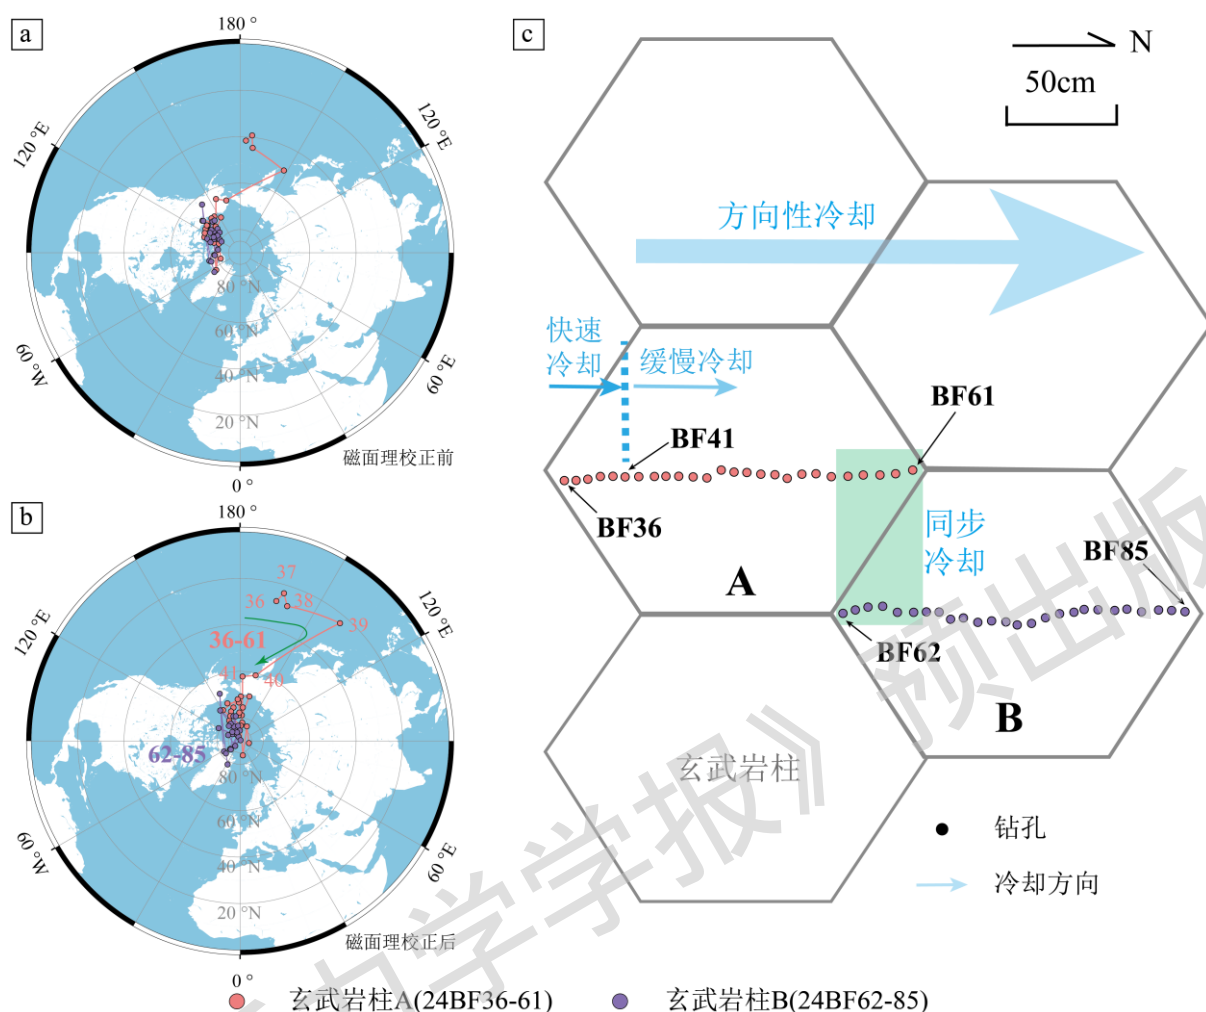 a
180 °
120 °E
120 °E
80 °N
60 °N
40 °N
20 °N
60 °W
60 °E
0 °
磁面理校正前
b
180 °
120 °E
120 °E
37
36
38
39
36-61
41
40
62-85
80 °N
60 °N
40 °N
20 °N
60 °W
60 °E
0 °
磁面理校正后
c
N
50cm
方向性冷却
快速
冷却
缓慢冷却
BF61
BF41
BF36
同步
冷却
BF85
A
BF62
B
玄武岩柱
钻孔
冷却方向
玄武岩柱A(24BF36-61)
玄武岩柱B(24BF62-85)
力学学报》预出版